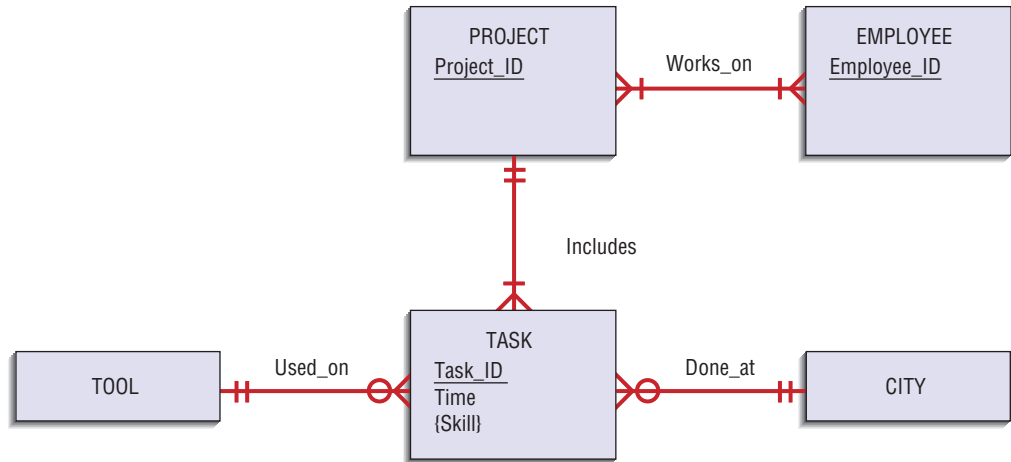 PROJECT
Project_ID
Works_on
EMPLOYEE
Employee_ID
Includes
TOOL
Used_on
TASK
Task_ID
Time
{Skill}
Done_at
CITY